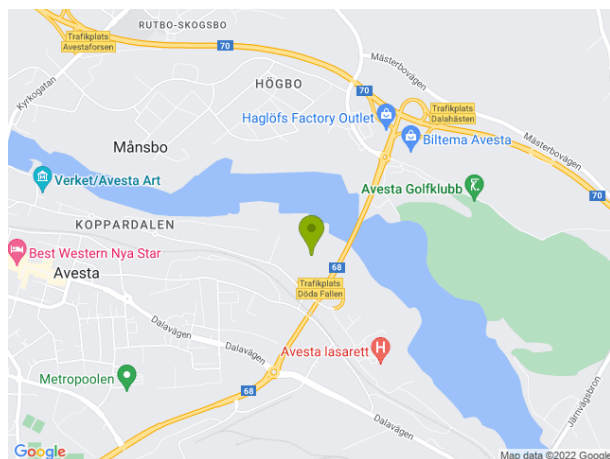 RUTBO-SKOGSBO
Trafikplats
Avestaforsen
70
Mästerbovägen
Kyrkogatan
HÖGBO
70
Trafikplats
Dalahästen
Haglöfs Factory Outlet
Biltema Avesta
Mästerbovägen
Månsbo
70
Verket/Avesta Art
Avesta Golfklubb
KOPPARDALEN
Best Western Nya Star
Avesta
68
Trafikplats
Döda Fallen
Dalavägen
Dalavägen
Avesta lasarett
H
Metropoolen
68
Dalavägen
Järnvägsbron
Google
Map data ©2022 Google